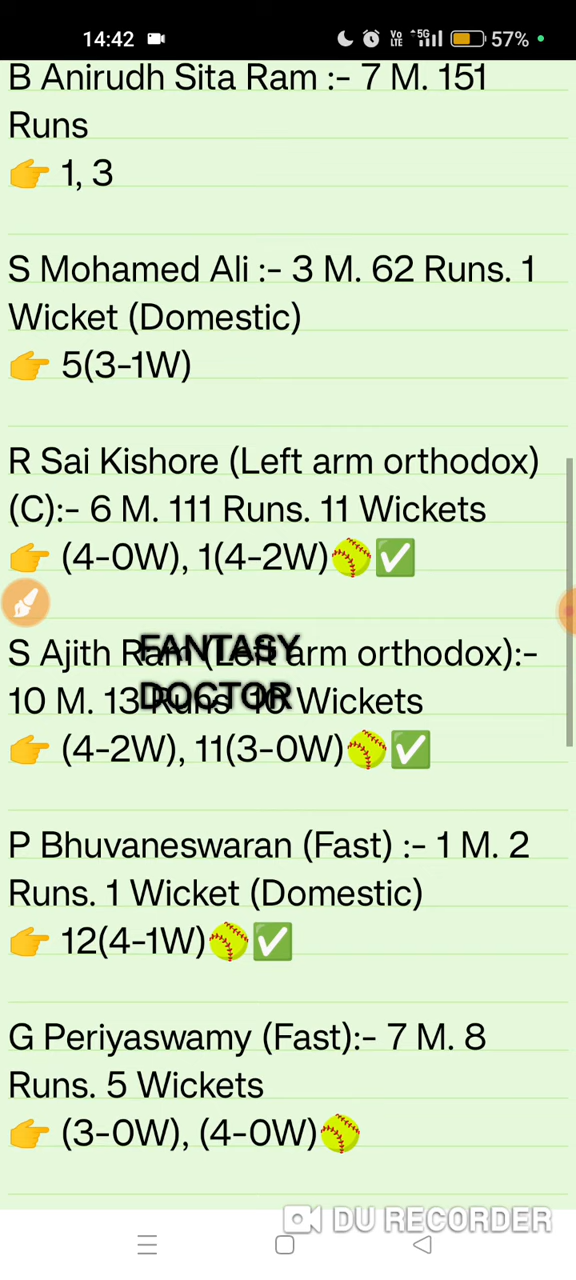 14:42 Vo LTE 5G 57%
B Anirudh Sita Ram :- 7 M. 151
Runs
👉 1, 3
S Mohamed Ali :- 3 M. 62 Runs. 1
Wicket (Domestic)
👉 5(3-1W)
R Sai Kishore (Left arm orthodox)
(C):- 6 M. 111 Runs. 11 Wickets
👉 (4-0W), 1(4-2W)🥎✅
S Ajith Ram (Left arm orthodox):-
FANTASY
10 M. 13 Runs 10 Wickets
DOCTOR
👉 (4-2W), 11(3-0W)🥎✅
P Bhuvaneswaran (Fast) :- 1 M. 2
Runs. 1 Wicket (Domestic)
👉 12(4-1W)🥎✅
G Periyaswamy (Fast):- 7 M. 8
Runs. 5 Wickets
👉 (3-0W), (4-0W)🥎
DU RECORDER